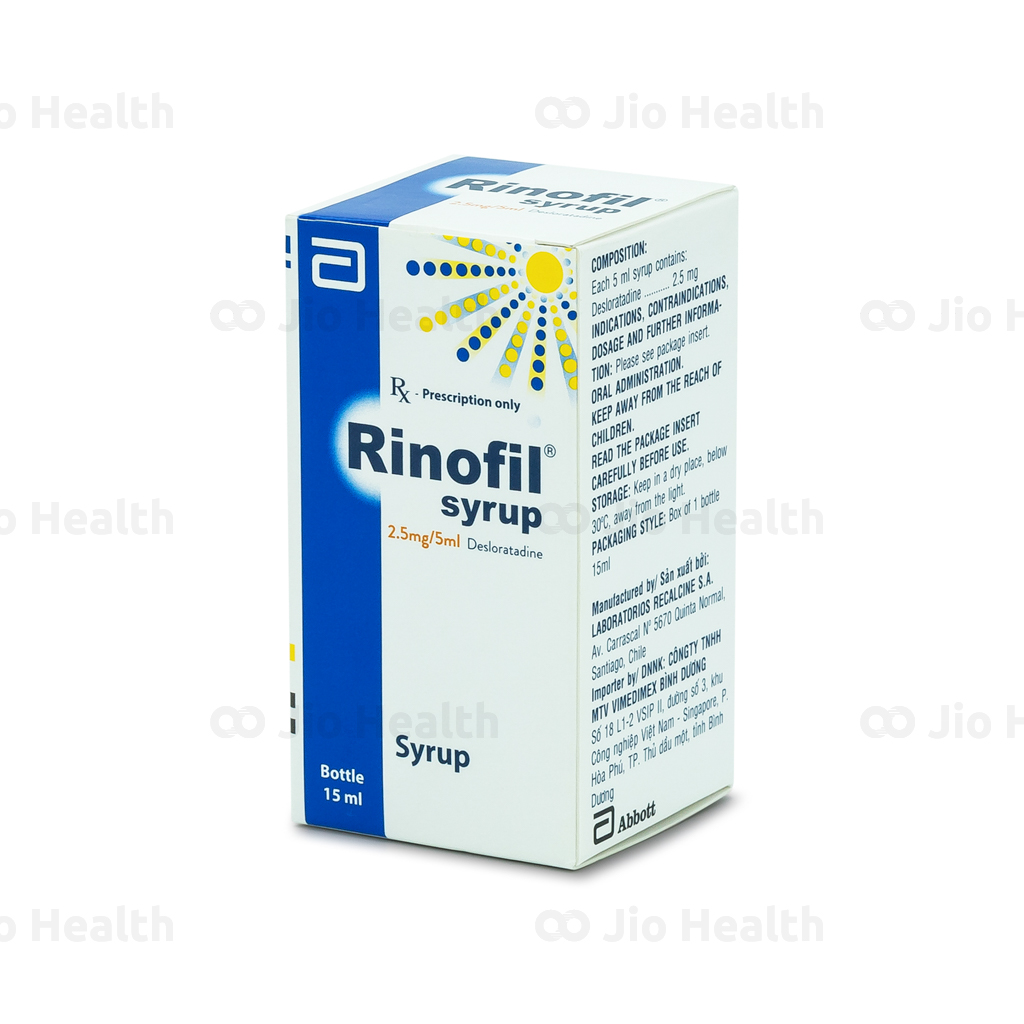 Jio Health
Jio Health
Rinofil®
syrup
2.5mg/5ml Desloratadine
Rx - Prescription only
Rinofil®
syrup
2.5mg/5ml Desloratadine
Syrup
Bottle
15 ml
COMPOSITION:
Each 5 ml syrup contains:
Desloratadine .......... 2.5 mg
INDICATIONS, CONTRAINDICATIONS,
DOSAGE AND FURTHER INFORMA-
TION: Please see package insert.
ORAL ADMINISTRATION.
KEEP AWAY FROM THE REACH OF
CHILDREN.
READ THE PACKAGE INSERT
CAREFULLY BEFORE USE.
STORAGE: Keep in a dry place, below
30°C, away from the light.
PACKAGING STYLE: Box of 1 bottle
15ml
Manufactured by/ Sản xuất bởi:
LABORATORIOS RECALCINE S.A.
Av. Carrascal N° 5670 Quinta Normal,
Santiago, Chile
Importer by/ DNNK: CÔNGTY TNHH
MTV VIMEDIMEX BÌNH DƯƠNG
Số 18 L1-2 VSIP II, đường số 3, khu
Công nghiệp Việt Nam - Singapore, P.
Hòa Phú, TP. Thủ dầu một, tỉnh Bình
Dương
Abbott
Jio Health
Jio Health
Jio Health
Jio Health
Jio Health
Jio Health
Jio Health
Jio Health